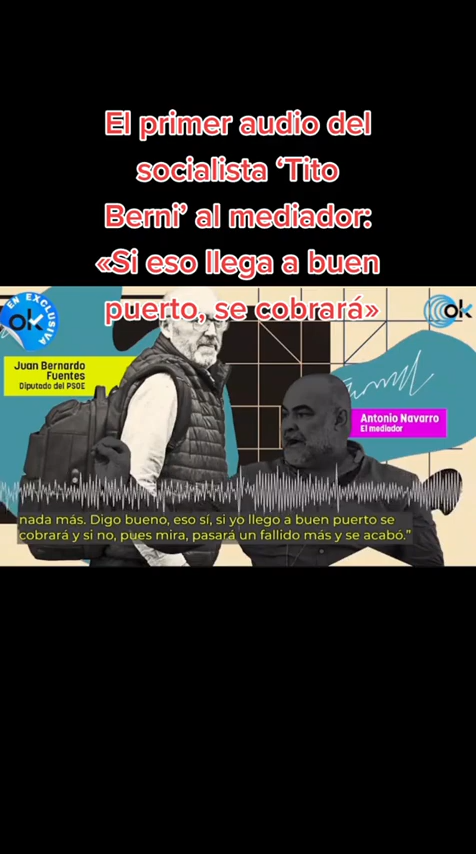 El primer audio del
socialista ‘Tito
Berni’ al mediador:
«Si eso llega a buen
puerto, se cobrará»
EN EXCLUSIVA
ok
ok
Juan Bernardo
Fuentes
Diputado del PSOE
Antonio Navarro
El mediador
nada más. Digo bueno, eso sí, si yo llego a buen puerto se
cobrará y si no, pues mira, pasará un fallido más y se acabó.”